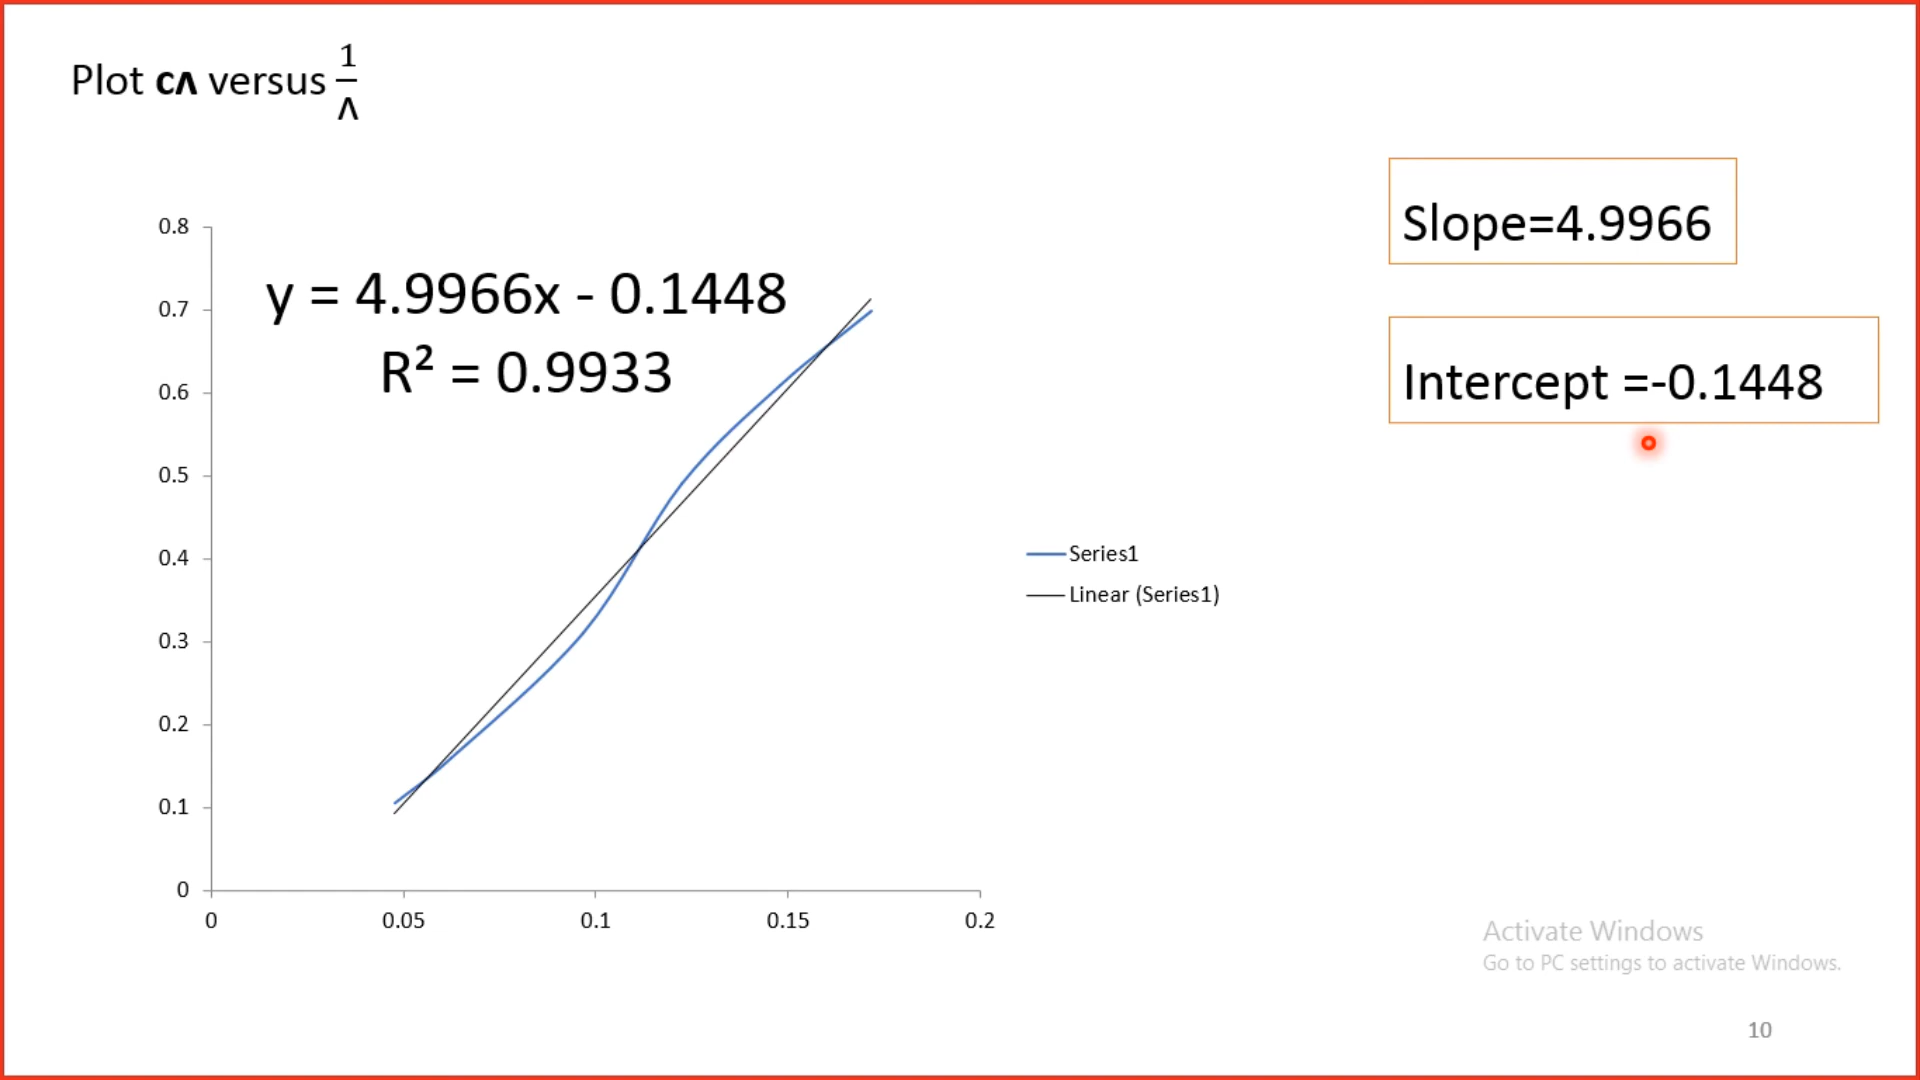 Plot cΛ versus 1/Λ
Slope=4.9966
Intercept =-0.1448
y = 4.9966x - 0.1448
R² = 0.9933
0.8
0.7
0.6
0.5
0.4
0.3
0.2
0.1
0
0 0.05 0.1 0.15 0.2
Series1
Linear (Series1)
Activate Windows
Go to PC settings to activate Windows.
10